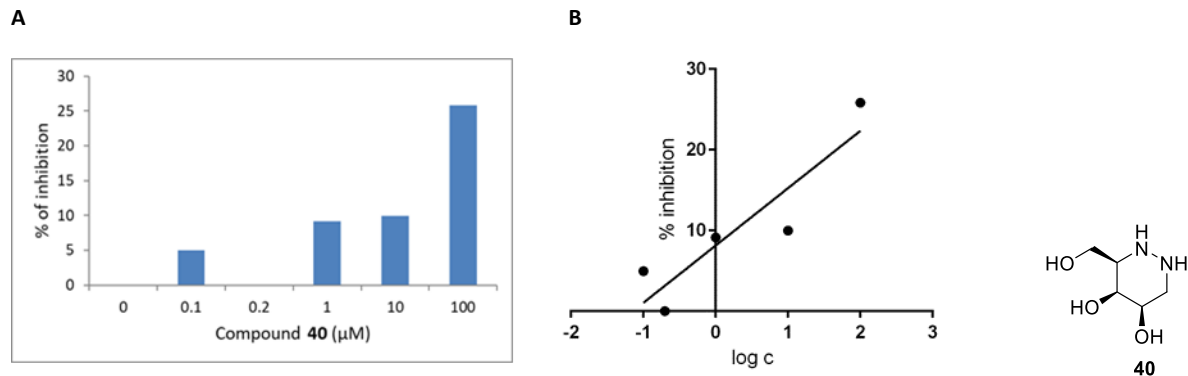 A
B
30
25
20
15
10
5
0
% of inhibition
0 0.1 0.2 1 10 100
Compound 40 (µM)
30
20
10
% inhibition
-2 -1 0 1 2 3
log c
H
N
NH
HO
HO
OH
40